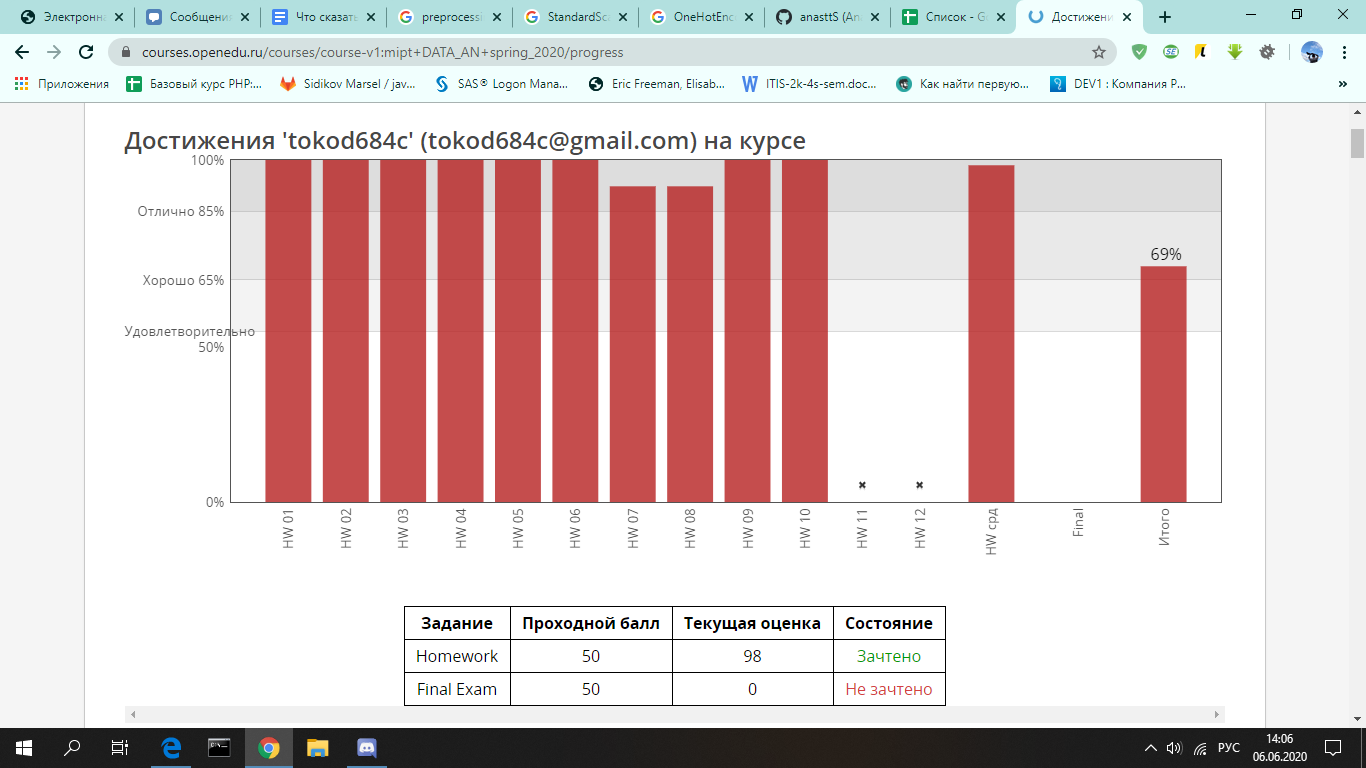 Электронна
Сообщения
Что сказать
preprocessi
StandardSca
OneHotEnc
anasttS (An
Список - Go
Достижени
courses.openedu.ru/courses/course-v1:mipt+DATA_AN+spring_2020/progress
Приложения
Базовый курс PHP:...
Sidikov Marsel / jav...
SAS® Logon Mana...
Eric Freeman, Elisab...
ITIS-2k-4s-sem.doc...
Как найти первую...
DEV1 : Компания Р...
»
Достижения 'tokod684c' (tokod684c@gmail.com) на курсе
100%
Отлично 85%
Хорошо 65%
Удовлетворительно
50%
0%
69%
HW 01
HW 02
HW 03
HW 04
HW 05
HW 06
HW 07
HW 08
HW 09
HW 10
HW 11
HW 12
HW срд
Final
Итого
Задание Проходной балл Текущая оценка Состояние
Homework 50 98 Зачтено
Final Exam 50 0 Не зачтено
РУС
14:06
06.06.2020